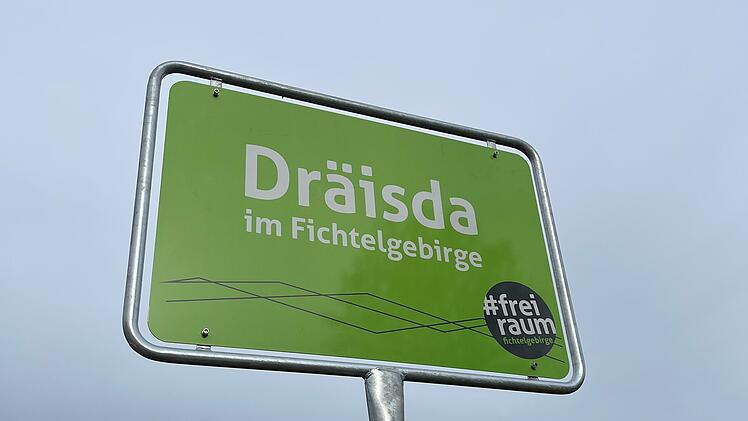 Dräisda
im Fichtelgebirge
#frei
raum
fichtelgebirge